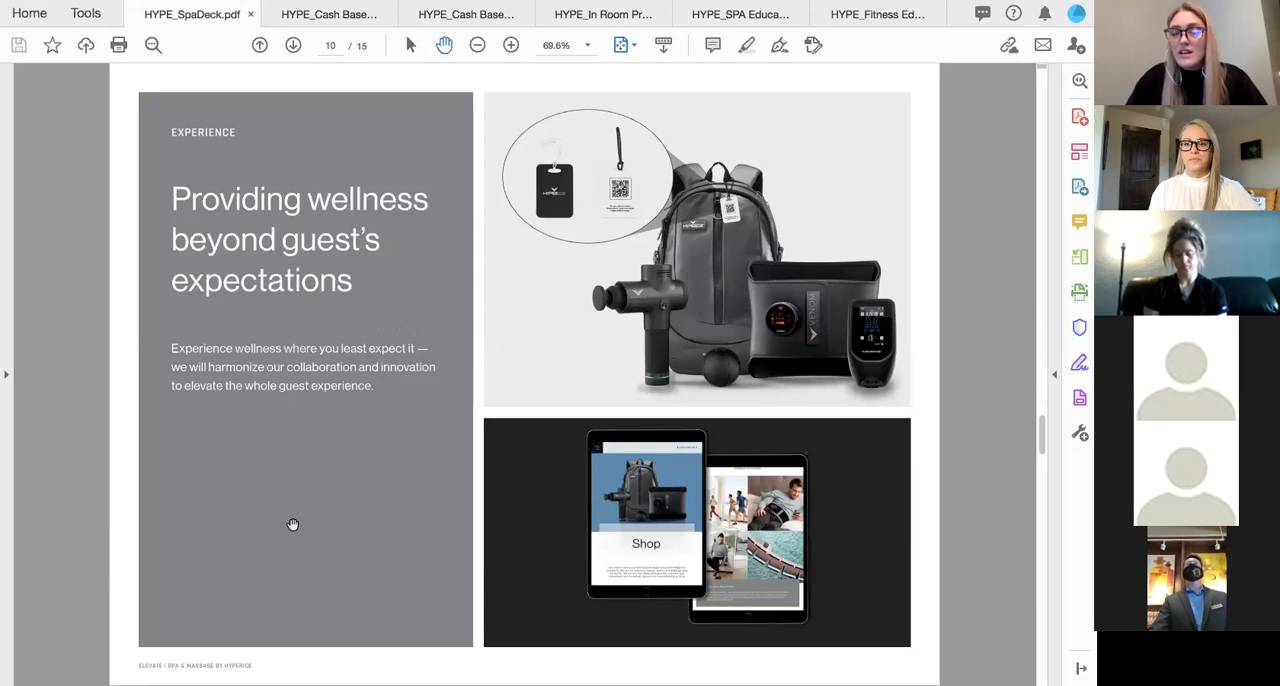 Home
Tools
HYPE_SpaDeck.pdf ×
HYPE_Cash Base...
HYPE_Cash Base...
HYPE_In Room Pr...
HYPE_SPA Educa...
HYPE_Fitness Ed...
10 / 15
69.6%
EXPERIENCE
Providing wellness
beyond guest's
expectations
Experience wellness where you least expect it —
we will harmonize our collaboration and innovation
to elevate the whole guest experience.
HYPERICE
VENOM
Shop
ELEVATE | SPA & MASSAGE BY HYPERICE